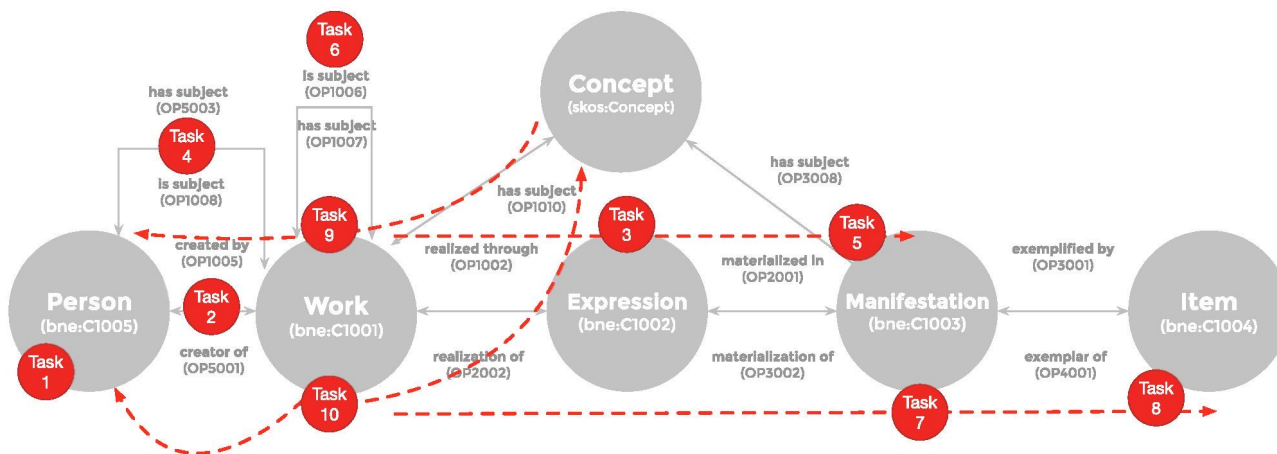 Task
6
is subject
(OP1006)
has subject
(OP1007)
has subject
(OP5003)
Task
4
is subject
(OP1008)
Concept
(skos:Concept)
has subject
(OP3008)
has subject
(OP1010)
Task
9
Task
3
Task
5
created by
(OP1005)
realized through
(OP1002)
materialized in
(OP2001)
exemplified by
(OP3001)
Person
(bne:C1005)
Task
2
Work
(bne:C1001)
Expression
(bne:C1002)
Manifestation
(bne:C1003)
Item
(bne:C1004)
creator of
(OP5001)
realization of
(OP2002)
materialization of
(OP3002)
exemplar of
(OP4001)
Task
1
Task
10
Task
7
Task
8